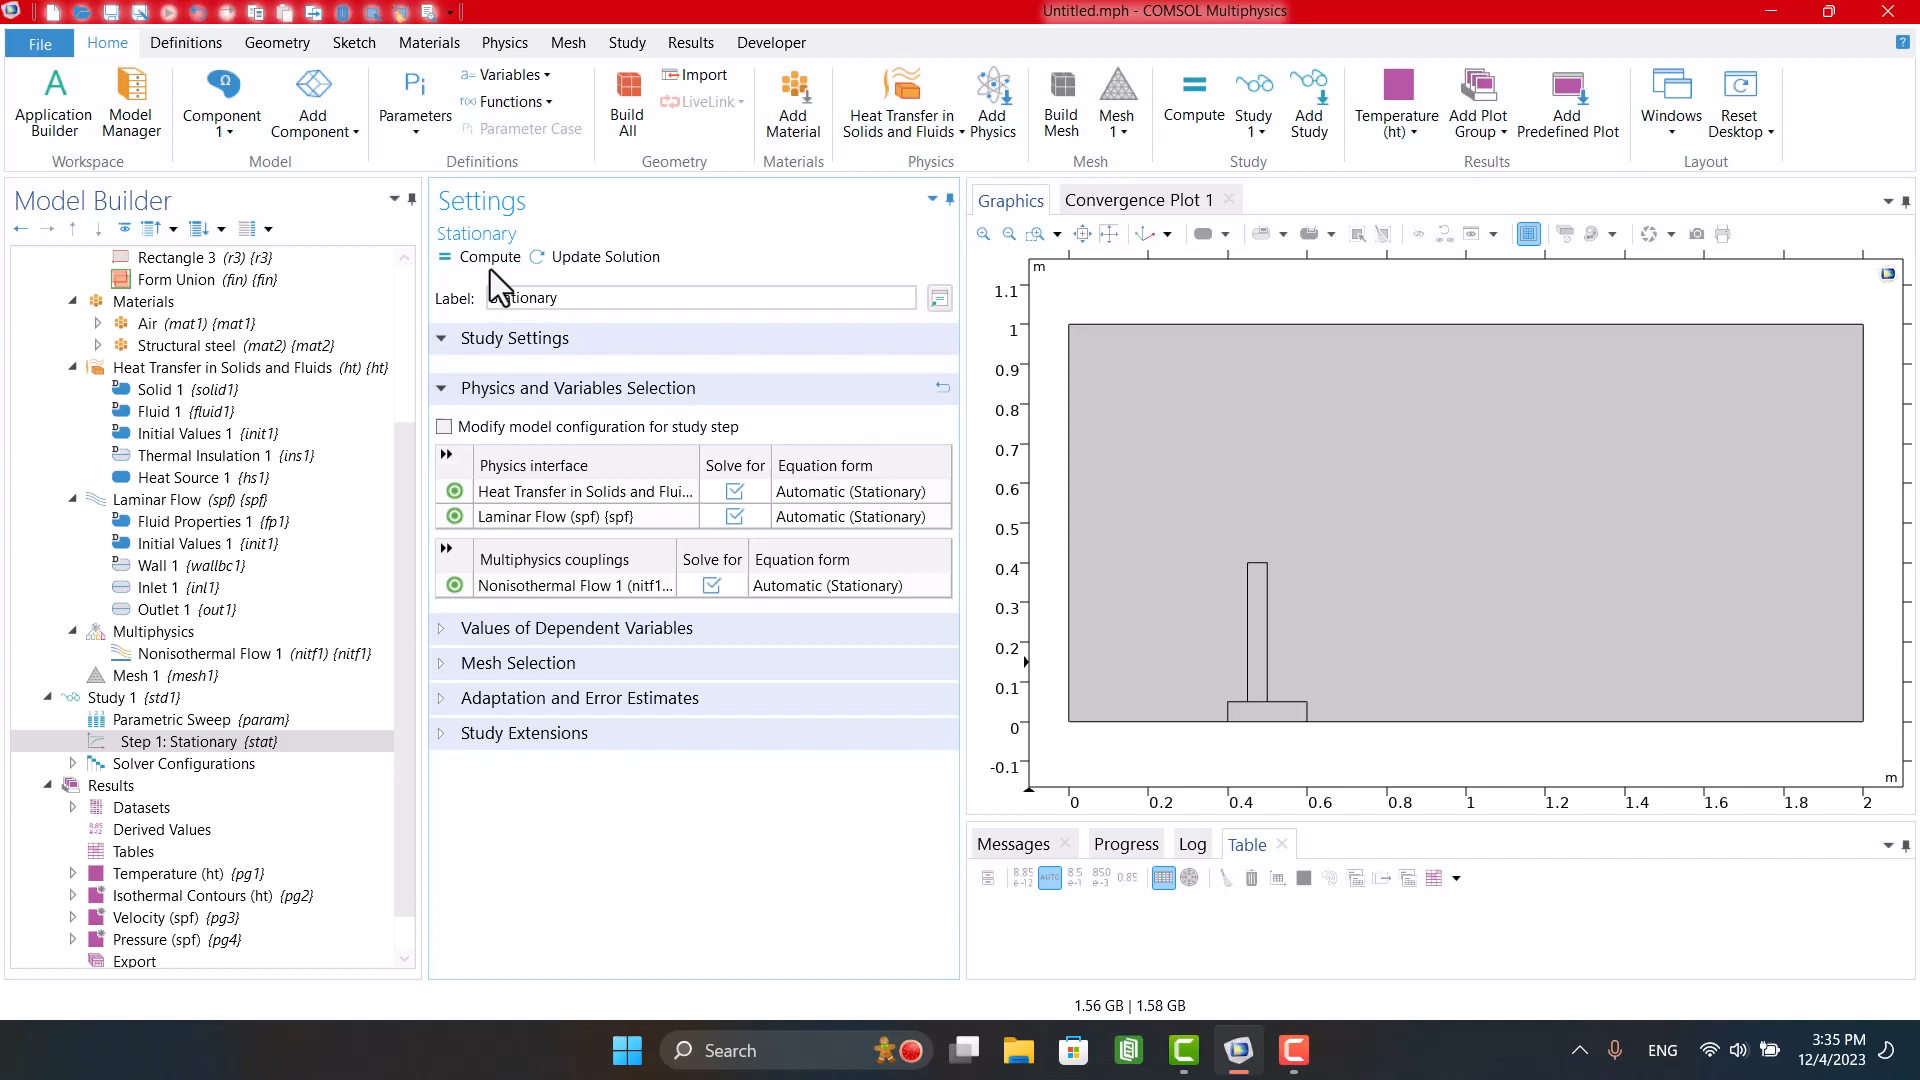 Untitled.mph - COMSOL Multiphysics
File Home Definitions Geometry Sketch Materials Physics Mesh Study Results Developer
Application Builder
Model Manager
Workspace
Component 1
Add Component
Model
Pi
Parameters
a= Variables
f(x) Functions
Pi Parameter Case
Definitions
Build All
Import
LiveLink
Geometry
Add Material
Materials
Heat Transfer in Solids and Fluids
Add Physics
Physics
Build Mesh
Mesh 1
Mesh
Compute
Study 1
Add Study
Study
Temperature (ht)
Add Plot Group
Add Predefined Plot
Results
Windows
Reset Desktop
Layout
Model Builder
Rectangle 3 (r3) {r3}
Form Union (fin) {fin}
Materials
Air (mat1) {mat1}
Structural steel (mat2) {mat2}
Heat Transfer in Solids and Fluids (ht) {ht}
Solid 1 {solid1}
Fluid 1 {fluid1}
Initial Values 1 {init1}
Thermal Insulation 1 {ins1}
Heat Source 1 {hs1}
Laminar Flow (spf) {spf}
Fluid Properties 1 {fp1}
Initial Values 1 {init1}
Wall 1 {wallbc1}
Inlet 1 {inl1}
Outlet 1 {out1}
Multiphysics
Nonisothermal Flow 1 (nitf1) {nitf1}
Mesh 1 {mesh1}
Study 1 {std1}
Parametric Sweep {param}
Step 1: Stationary {stat}
Solver Configurations
Results
Datasets
Derived Values
Tables
Temperature (ht) {pg1}
Isothermal Contours (ht) {pg2}
Velocity (spf) {pg3}
Pressure (spf) {pg4}
Export
Settings
Stationary
= Compute Update Solution
Label: tionary
Study Settings
Physics and Variables Selection
Modify model configuration for study step
Physics interface Solve for Equation form
Heat Transfer in Solids and Flui... Automatic (Stationary)
Laminar Flow (spf) {spf} Automatic (Stationary)
Multiphysics couplings Solve for Equation form
Nonisothermal Flow 1 (nitf1... Automatic (Stationary)
Values of Dependent Variables
Mesh Selection
Adaptation and Error Estimates
Study Extensions
Graphics Convergence Plot 1
m
1.1
1
0.9
0.8
0.7
0.6
0.5
0.4
0.3
0.2
0.1
0
-0.1
m
0 0.2 0.4 0.6 0.8 1 1.2 1.4 1.6 1.8 2
Messages Progress Log Table
8.85 e-12 AUTO 8.5 e-1 850 e-3 0.85
1.56 GB | 1.58 GB
Search
ENG
3:35 PM
12/4/2023